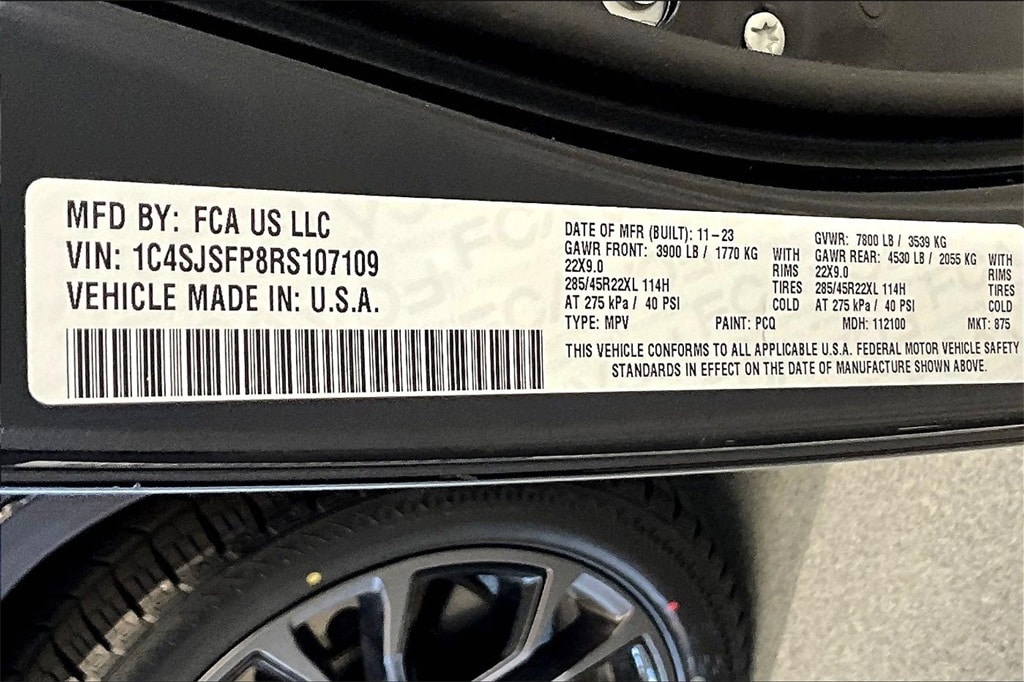 MFD BY: FCA US LLC
VIN: 1C4SJSFP8RS107109
VEHICLE MADE IN: U.S.A.
DATE OF MFR (BUILT): 11-23
GAWR FRONT: 3900 LB / 1770 KG WITH
22X9.0 RIMS
285/45R22XL 114H TIRES
AT 275 kPa / 40 PSI COLD
GVWR: 7800 LB / 3539 KG
GAWR REAR: 4530 LB / 2055 KG WITH
22X9.0 RIMS
285/45R22XL 114H TIRES
AT 275 kPa / 40 PSI COLD
TYPE: MPV PAINT: PCQ MDH: 112100 MKT: 875
THIS VEHICLE CONFORMS TO ALL APPLICABLE U.S.A. FEDERAL MOTOR VEHICLE SAFETY
STANDARDS IN EFFECT ON THE DATE OF MANUFACTURE SHOWN ABOVE.